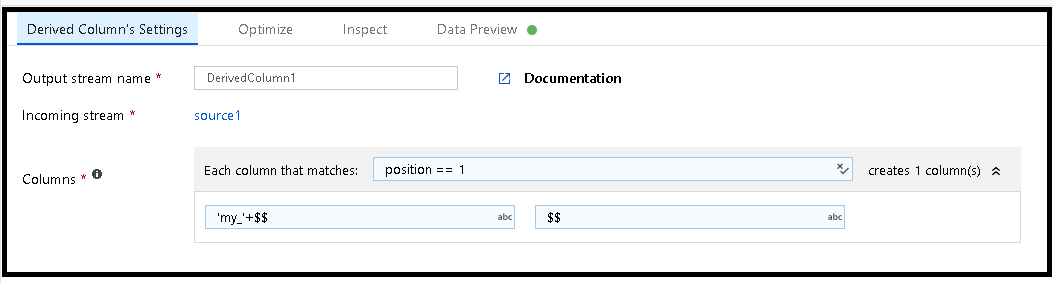 Derived Column's Settings Optimize Inspect Data Preview
Output stream name * DerivedColumn1 Documentation
Incoming stream * source1
Columns * Each column that matches: position == 1 creates 1 column(s)
'my_'+$$ abc $$ abc